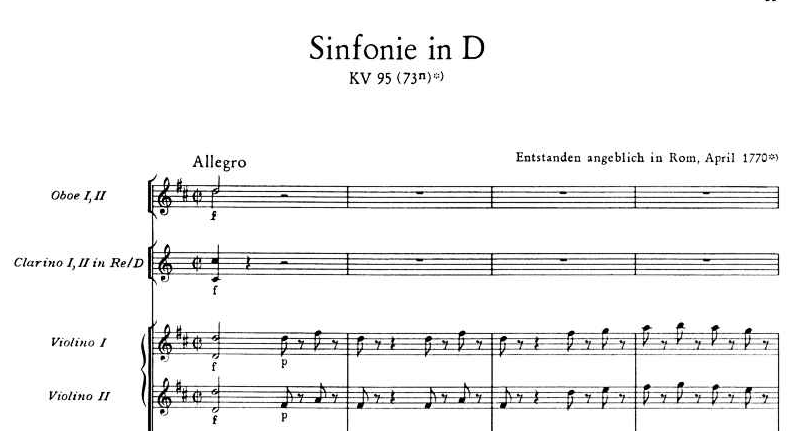 Sinfonie in D
KV 95 (73ⁿ)*)
Allegro
Entstanden angeblich in Rom, April 1770*)
Oboe I, II
f
Clarino I, II in Re/D
f
Violino I
f p
Violino II
f p